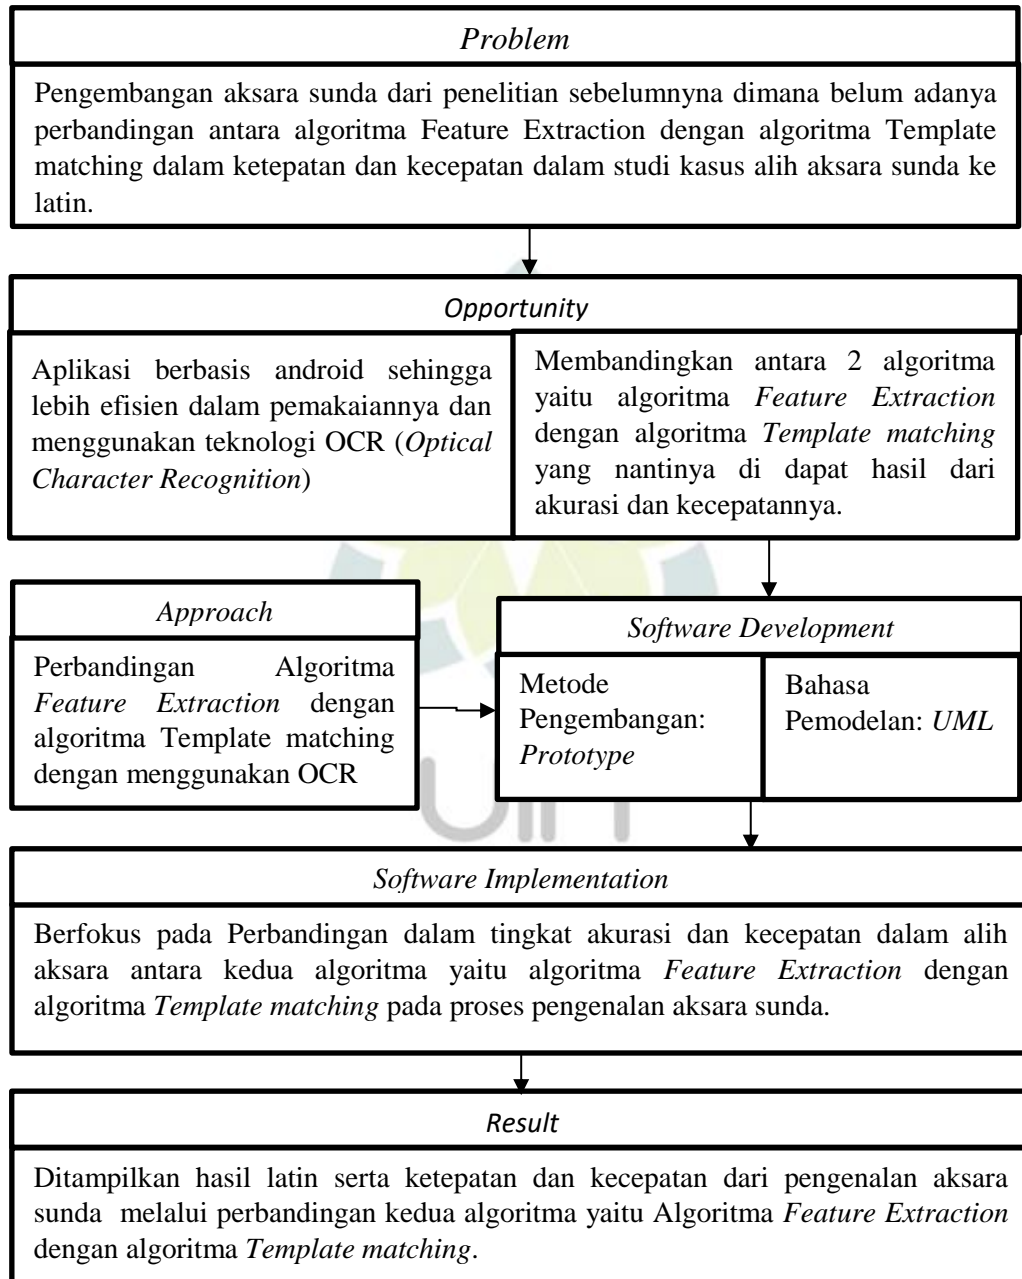 Problem
Pengembangan aksara sunda dari penelitian sebelumnyna dimana belum adanya
perbandingan antara algoritma Feature Extraction dengan algoritma Template
matching dalam ketepatan dan kecepatan dalam studi kasus alih aksara sunda ke
latin.
Opportunity
Aplikasi berbasis android sehingga
lebih efisien dalam pemakaiannya dan
menggunakan teknologi OCR (Optical
Character Recognition)
Membandingkan antara 2 algoritma
yaitu algoritma Feature Extraction
dengan algoritma Template matching
yang nantinya di dapat hasil dari
akurasi dan kecepatannya.
Approach
Perbandingan Algoritma
Feature Extraction dengan
algoritma Template matching
dengan menggunakan OCR
Software Development
Metode
Pengembangan:
Prototype
Bahasa
Pemodelan: UML
uin
Software Implementation
Berfokus pada Perbandingan dalam tingkat akurasi dan kecepatan dalam alih
aksara antara kedua algoritma yaitu algoritma Feature Extraction dengan
algoritma Template matching pada proses pengenalan aksara sunda.
Result
Ditampilkan hasil latin serta ketepatan dan kecepatan dari pengenalan aksara
sunda melalui perbandingan kedua algoritma yaitu Algoritma Feature Extraction
dengan algoritma Template matching.